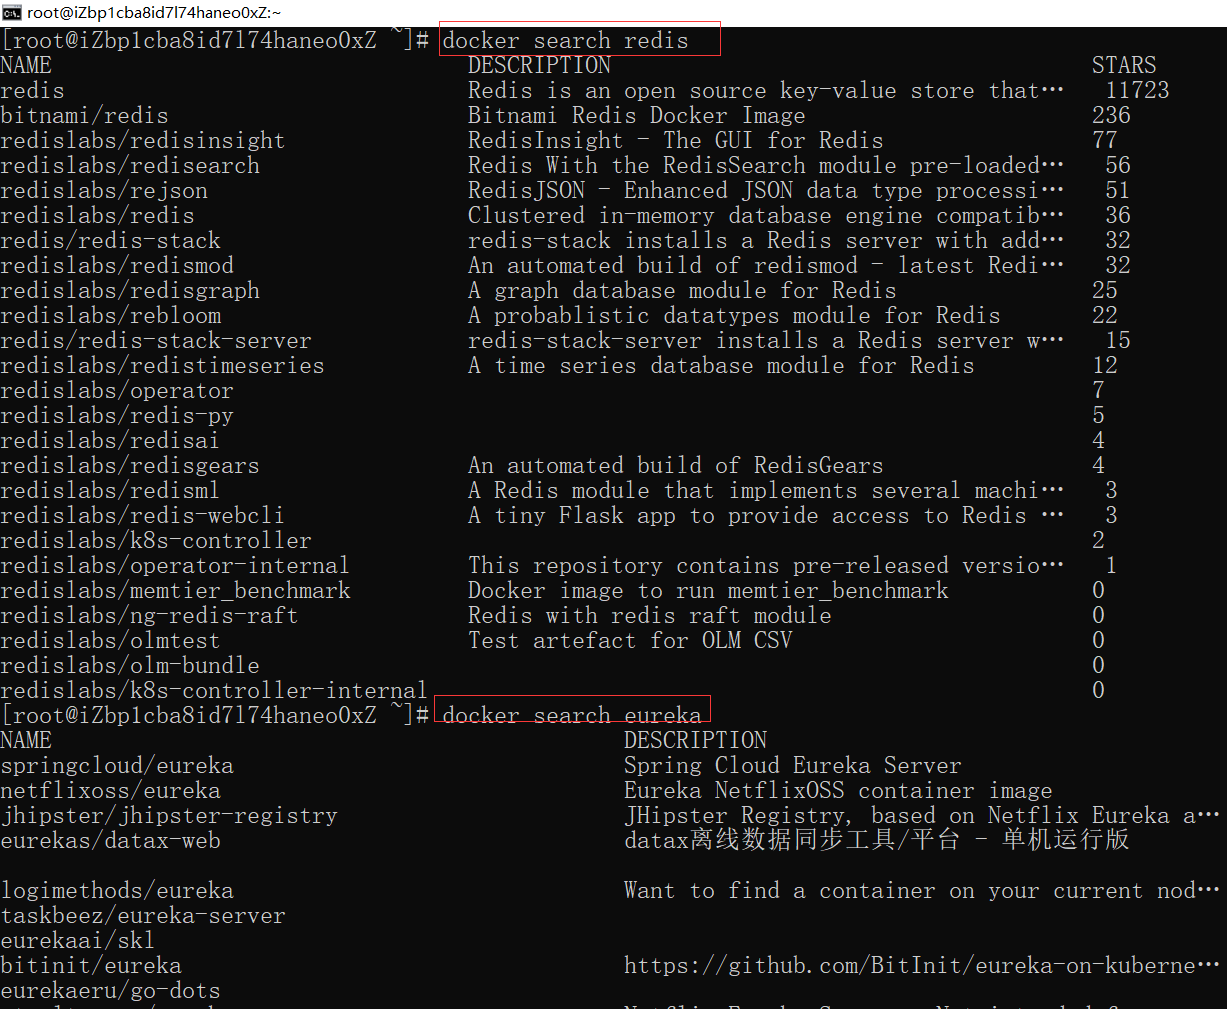 root@iZbp1cba8id7l74haneo0xZ:~
[root@iZbp1cba8id7l74haneo0xZ ~]# docker search redis
NAME DESCRIPTION STARS
redis Redis is an open source key-value store that… 11723
bitnami/redis Bitnami Redis Docker Image 236
redislabs/redisinsight RedisInsight - The GUI for Redis 77
redislabs/redisearch Redis With the RedisSearch module pre-loaded… 56
redislabs/rejson RedisJSON - Enhanced JSON data type processi… 51
redislabs/redis Clustered in-memory database engine compatib… 36
redis/redis-stack redis-stack installs a Redis server with add… 32
redislabs/redismod An automated build of redismod - latest Redi… 32
redislabs/redisgraph A graph database module for Redis 25
redislabs/rebloom A probablistic datatypes module for Redis 22
redis/redis-stack-server redis-stack-server installs a Redis server w… 15
redislabs/redistimeseries A time series database module for Redis 12
redislabs/operator 7
redislabs/redis-py 5
redislabs/redisai 4
redislabs/redisgears An automated build of RedisGears 4
redislabs/redisml A Redis module that implements several machi… 3
redislabs/redis-webcli A tiny Flask app to provide access to Redis … 3
redislabs/k8s-controller 2
redislabs/operator-internal This repository contains pre-released versio… 1
redislabs/memtier_benchmark Docker image to run memtier_benchmark 0
redislabs/ng-redis-raft Redis with redis raft module 0
redislabs/olmtest Test artefact for OLM CSV 0
redislabs/olm-bundle 0
redislabs/k8s-controller-internal 0
[root@iZbp1cba8id7l74haneo0xZ ~]# docker search eureka
NAME DESCRIPTION
springcloud/eureka Spring Cloud Eureka Server
netflixoss/eureka Eureka NetflixOSS container image
jhipster/jhipster-registry JHipster Registry, based on Netflix Eureka a…
eurekas/datax-web datax离线数据同步工具/平台 - 单机运行版
logimethods/eureka Want to find a container on your current nod…
taskbeez/eureka-server
eurekaai/skl
bitinit/eureka https://github.com/BitInit/eureka-on-kuberne…
eurekaeru/go-dots